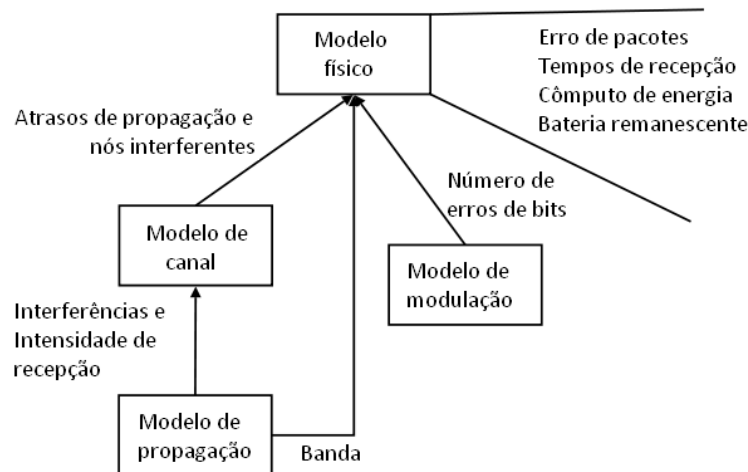 Modelo
físico
Erro de pacotes
Tempos de recepção
Cômputo de energia
Bateria remanescente
Atrasos de propagação e
nós interferentes
Número de
erros de bits
Modelo de
canal
Modelo de
modulação
Interferências e
Intensidade de
recepção
Modelo de
propagação
Banda